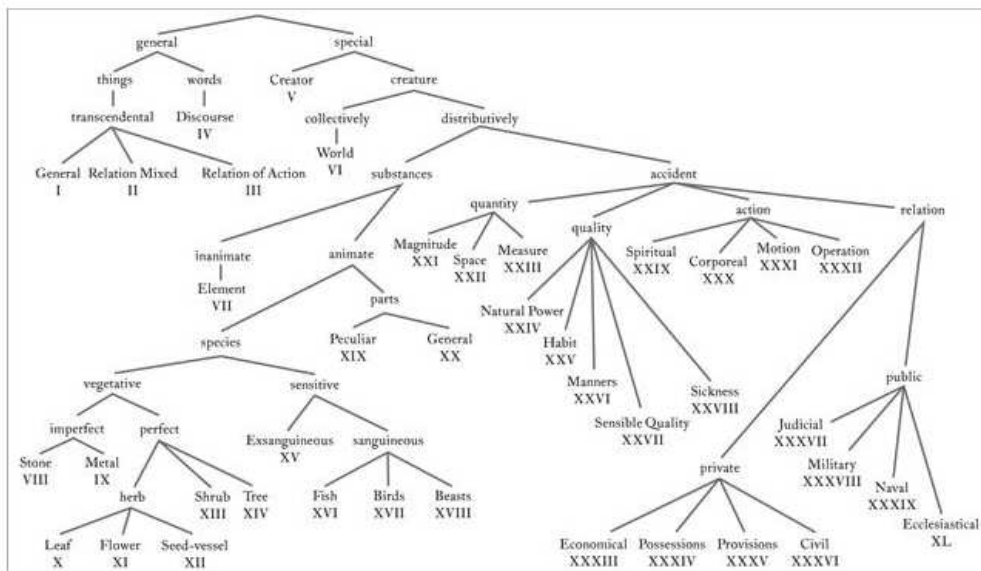 general
special
things
words
Creator
V
creature
transcendental
Discourse
IV
collectively
distributively
General
I
Relation Mixed
II
Relation of Action
III
World
VI
substances
accident
inanimate
animate
quantity
quality
action
relation
Element
VII
Magnitude
XXI
Space
XXII
Measure
XXIII
Spiritual
XXIX
Corporeal
XXX
Motion
XXXI
Operation
XXXII
species
parts
Peculiar
XIX
General
XX
Natural Power
XXIV
Habit
XXV
Manners
XXVI
Sensible Quality
XXVII
Sickness
XXVIII
vegetative
sensitive
public
imperfect
perfect
Exsanguineous
XV
sanguineous
Judicial
XXXVII
Military
XXXVIII
Naval
XXXIX
Ecclesiastical
XL
Stone
VIII
Metal
IX
herb
Shrub
XIII
Tree
XIV
Fish
XVI
Birds
XVII
Beasts
XVIII
private
Leaf
X
Flower
XI
Seed-vessel
XII
Economical
XXXIII
Possessions
XXXIV
Provisions
XXXV
Civil
XXXVI